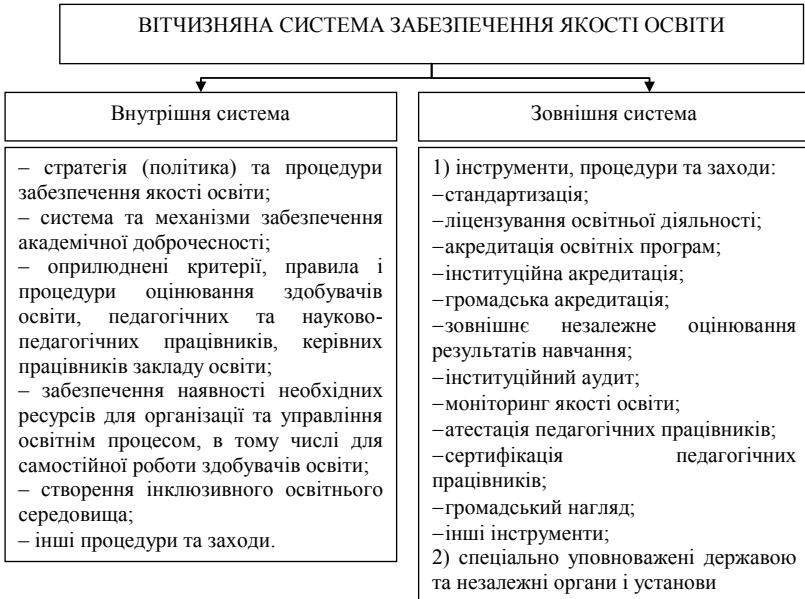 ВІТЧИЗНЯНА СИСТЕМА ЗАБЕЗПЕЧЕННЯ ЯКОСТІ ОСВІТИ
Внутрішня система
– стратегія (політика) та процедури
забезпечення якості освіти;
– система та механізми забезпечення
академічної доброчесності;
– оприлюднені критерії, правила і
процедури оцінювання здобувачів
освіти, педагогічних та науково-
педагогічних працівників, керівних
працівників закладу освіти;
– забезпечення наявності необхідних
ресурсів для організації та управління
освітнім процесом, в тому числі для
самостійної роботи здобувачів освіти;
– створення інклюзивного освітнього
середовища;
– інші процедури та заходи.
Зовнішня система
1) інструменти, процедури та заходи:
–стандартизація;
–ліцензування освітньої діяльності;
–акредитація освітніх програм;
–інституційна акредитація;
–громадська акредитація;
–зовнішнє незалежне оцінювання
результатів навчання;
–інституційний аудит;
–моніторинг якості освіти;
–атестація педагогічних працівників;
–сертифікація педагогічних
працівників;
–громадський нагляд;
–інші інструменти;
2) спеціально уповноважені державою
та незалежні органи і установи